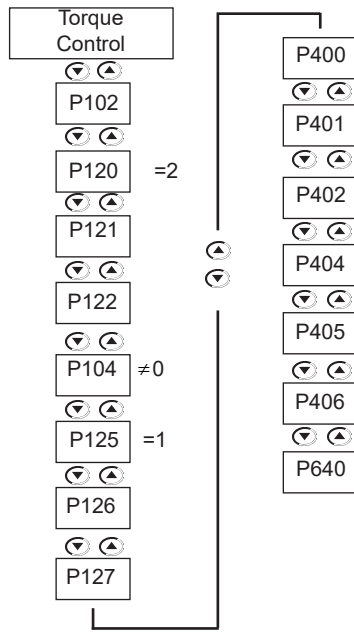 Torque
Control
P102
P120 =2
P121
P122
P104 ≠0
P125 =1
P126
P127
P400
P401
P402
P404
P405
P406
P640